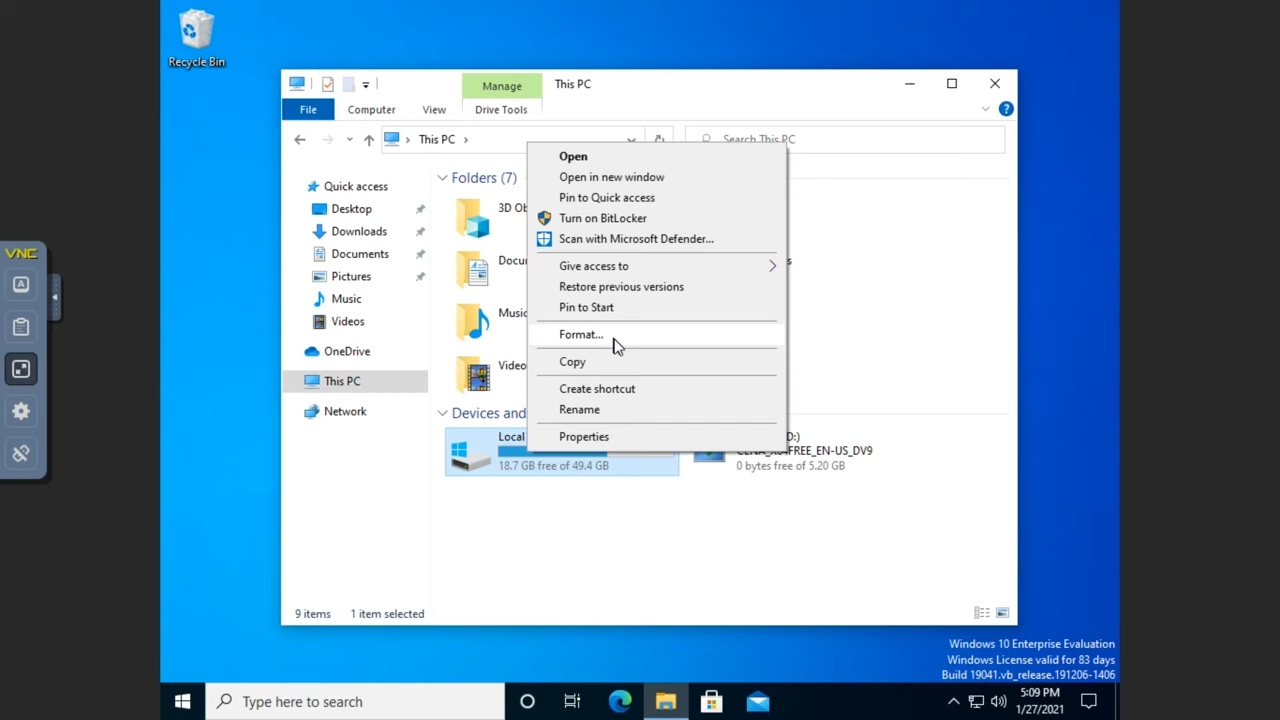 Recycle Bin
Manage
This PC
File
Computer
View
Drive Tools
This PC
Search This PC
Quick access
Desktop
Downloads
Documents
Pictures
Music
Videos
OneDrive
This PC
Network
Folders (7)
3D Ob
Docu
Music
Video
Devices and
Local
18.7 GB free of 49.4 GB
D:)
0 bytes free of 5.20 GB
Open
Open in new window
Pin to Quick access
Turn on BitLocker
Scan with Microsoft Defender...
Give access to
Restore previous versions
Pin to Start
Format...
Copy
Create shortcut
Rename
Properties
9 items
1 item selected
VNC
A
Windows 10 Enterprise Evaluation
Windows License valid for 83 days
Build 19041.vb_release.191206-1406
Type here to search
5:09 PM
1/27/2021